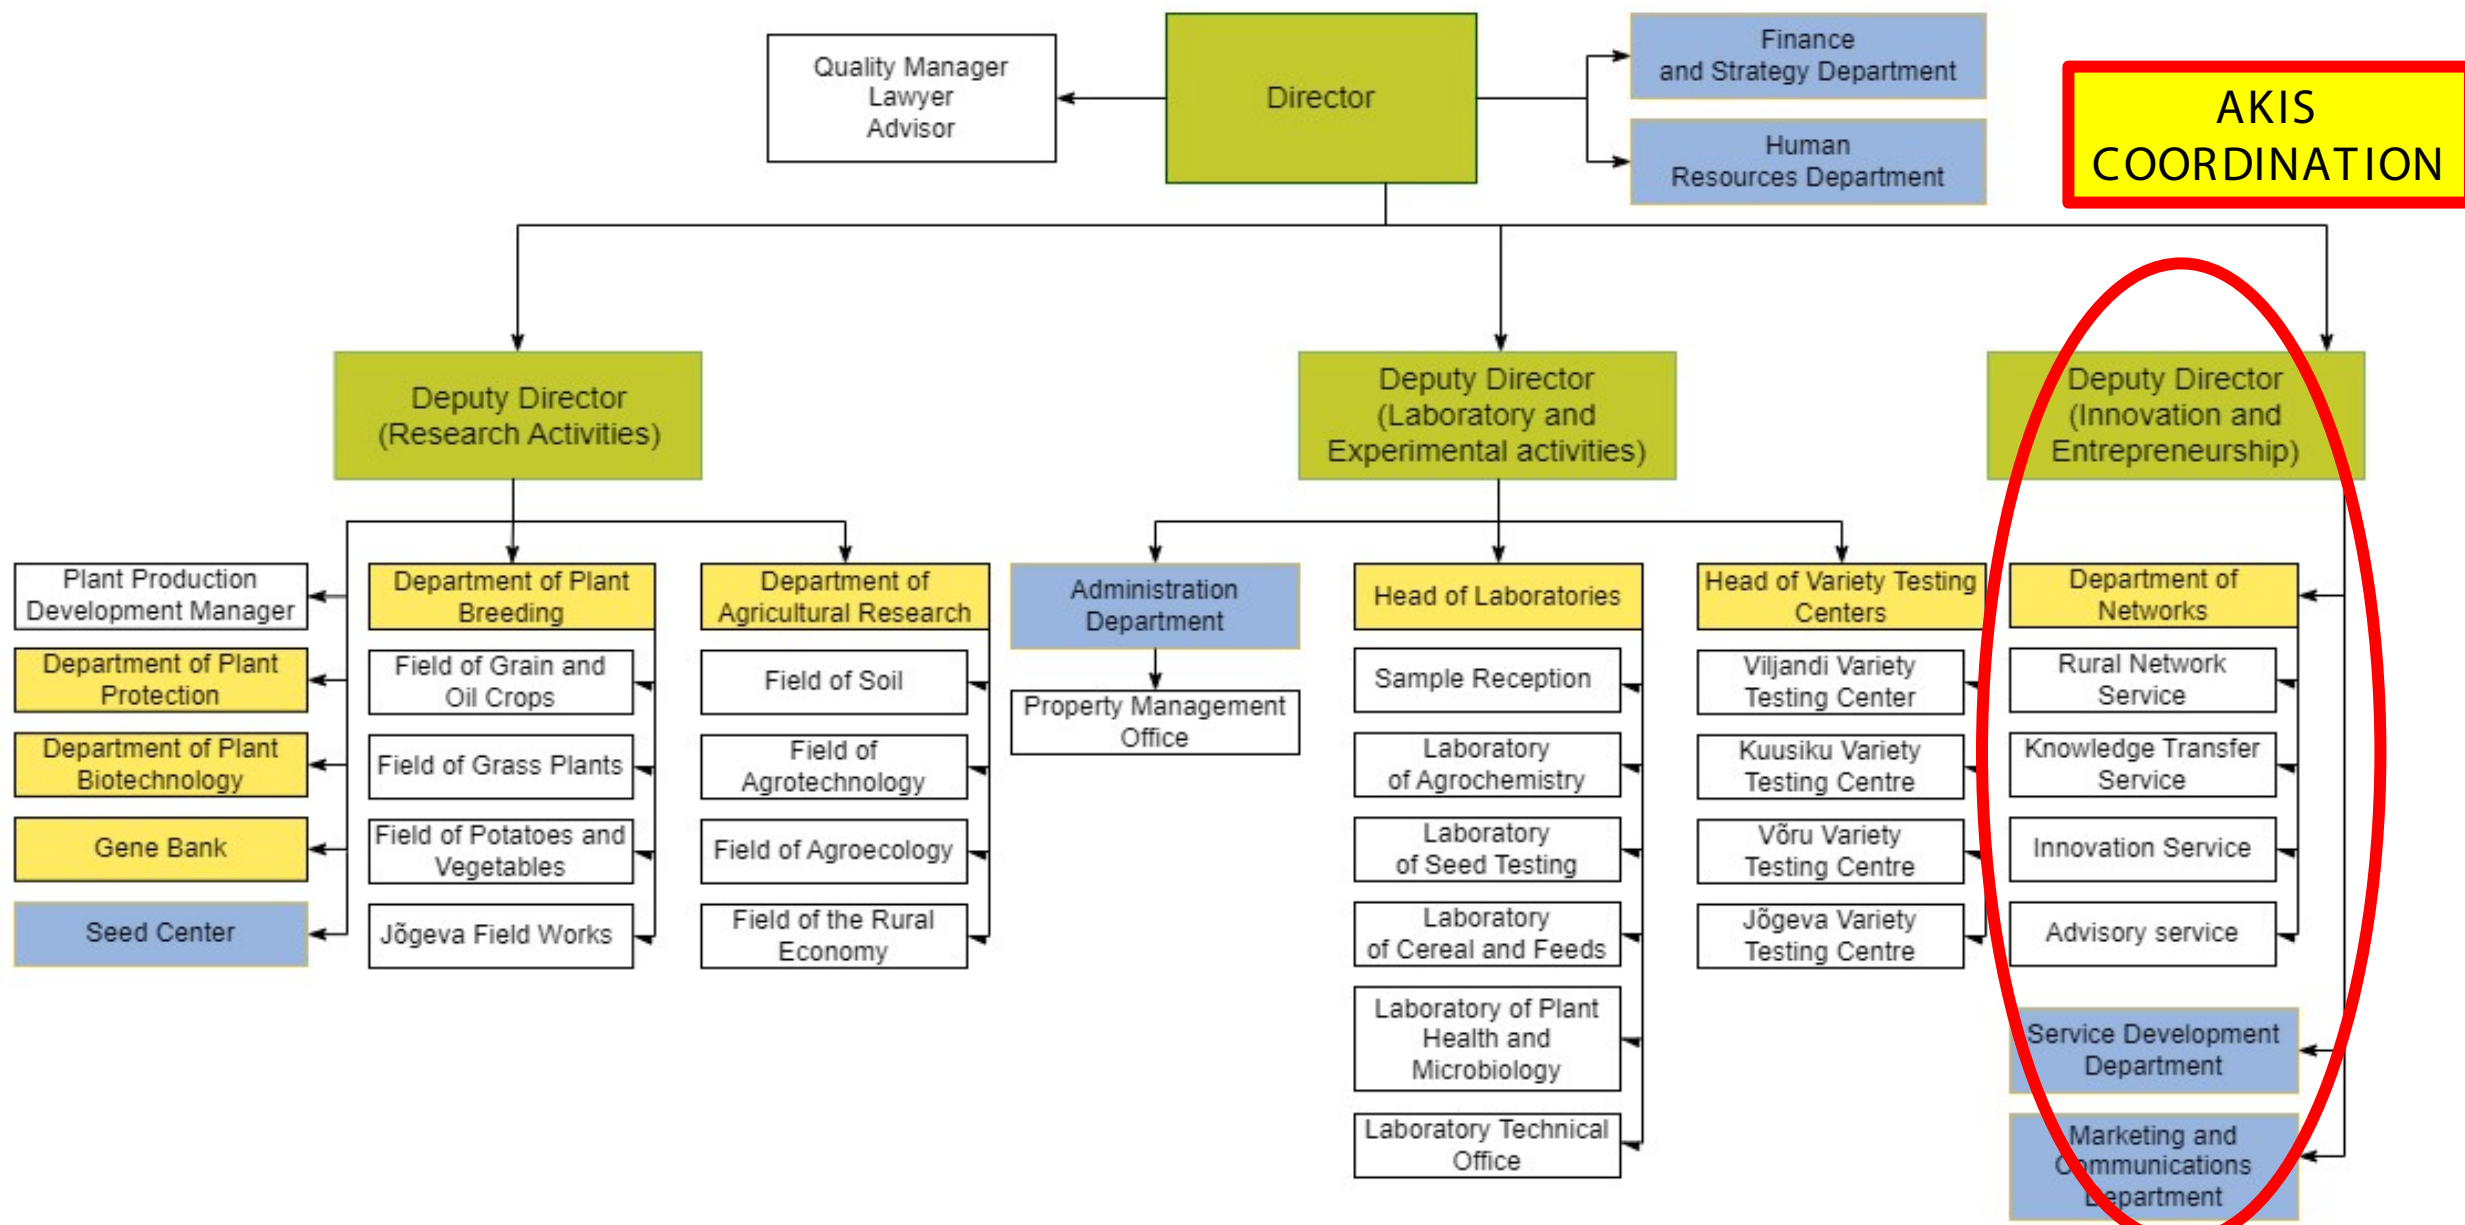 Quality Manager
Lawyer
Advisor
Director
Finance
and Strategy Department
Human
Resources Department
AKIS
COORDINATION
Deputy Director
(Research Activities)
Deputy Director
(Laboratory and
Experimental activities)
Deputy Director
(Innovation and
Entrepreneurship)
Plant Production
Development Manager
Department of Plant
Protection
Department of Plant
Biotechnology
Gene Bank
Seed Center
Department of Plant
Breeding
Field of Grain and
Oil Crops
Field of Grass Plants
Field of Potatoes and
Vegetables
Jõgeva Field Works
Department of
Agricultural Research
Field of Soil
Field of
Agrotechnology
Field of Agroecology
Field of the Rural
Economy
Administration
Department
Property Management
Office
Head of Laboratories
Sample Reception
Laboratory
of Agrochemistry
Laboratory
of Seed Testing
Laboratory
of Cereal and Feeds
Laboratory of Plant
Health and
Microbiology
Laboratory Technical
Office
Head of Variety Testing
Centers
Viljandi Variety
Testing Center
Kuusiku Variety
Testing Centre
Võru Variety
Testing Centre
Jõgeva Variety
Testing Centre
Department of
Networks
Rural Network
Service
Knowledge Transfer
Service
Innovation Service
Advisory service
Service Development
Department
Marketing and
Communications
Department